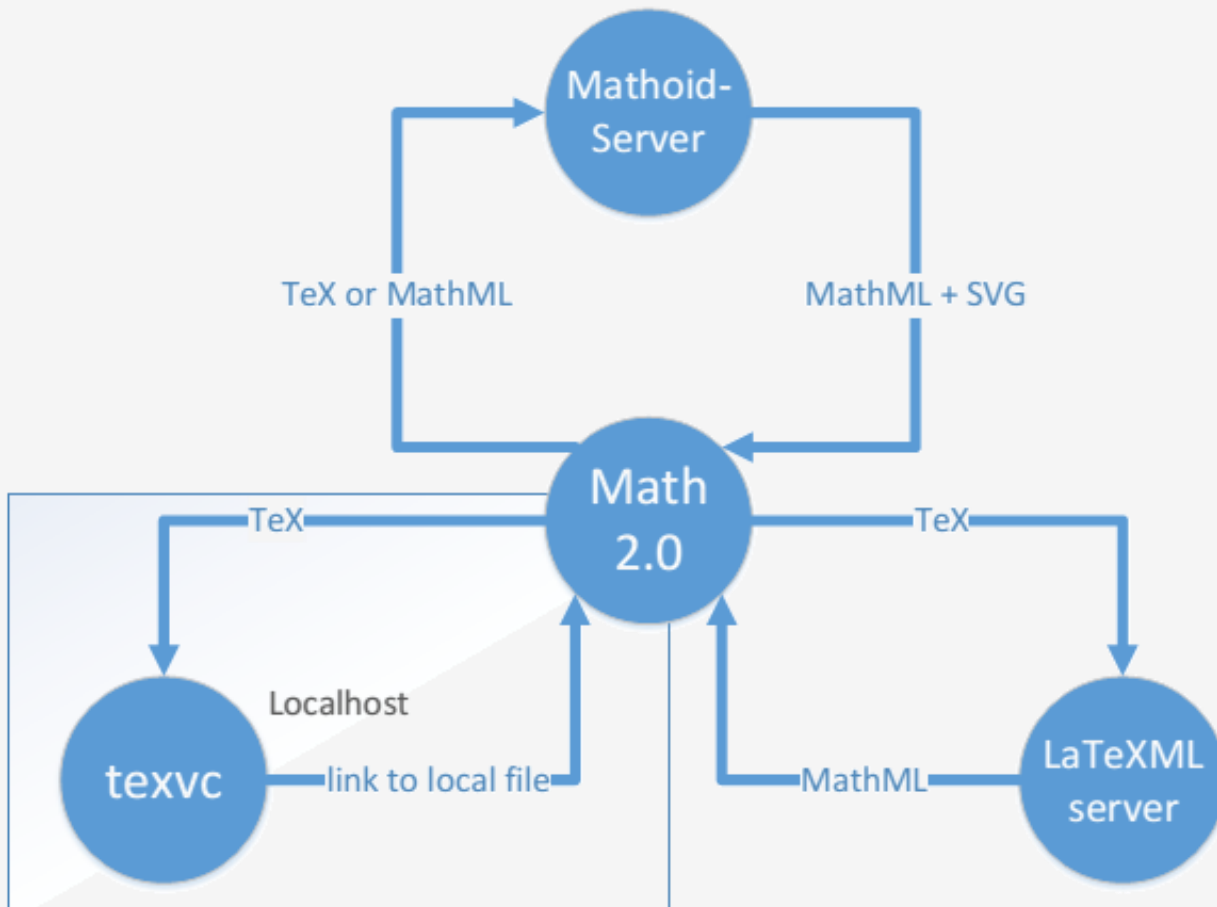 Mathoid-
Server
TeX or MathML
MathML + SVG
Math
2.0
TeX
TeX
Localhost
texvc
link to local file
MathML
LaTeXML
server